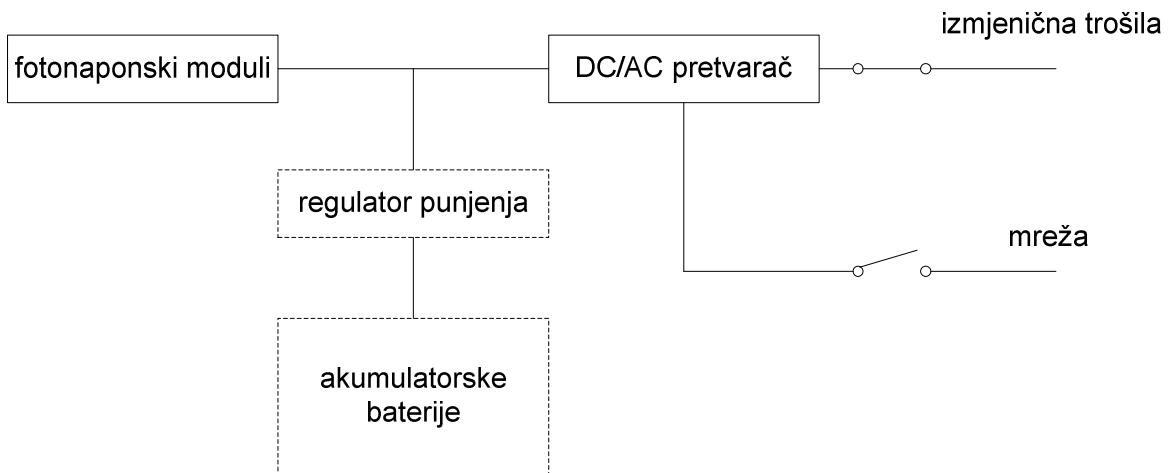 izmjenična trošila
fotonaponski moduli
DC/AC pretvarač
regulator punjenja
mreža
akumulatorske
baterije